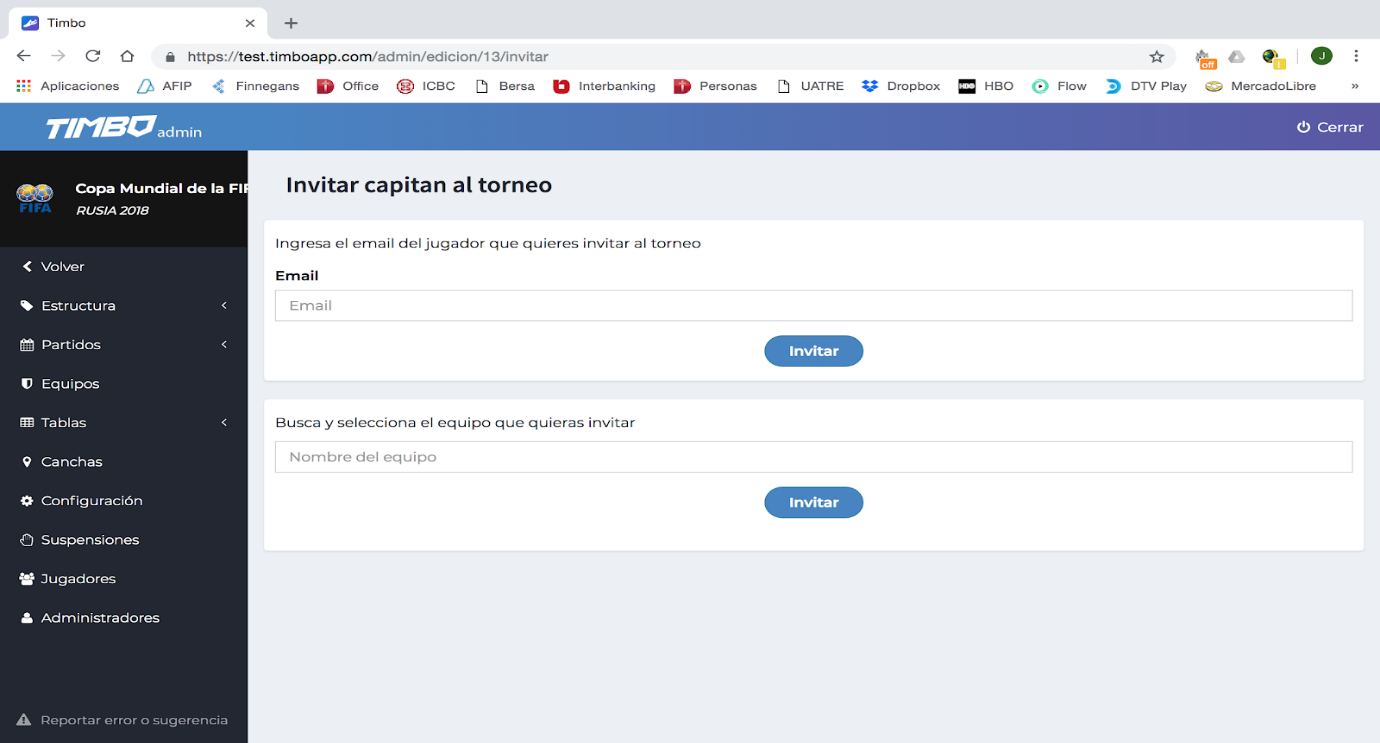 Timbo
https://test.timboapp.com/admin/edicion/13/invitar
off
!
J
Aplicaciones AFIP Finnegans Office ICBC Bersa Interbanking Personas UATRE Dropbox HBO HBO Flow DTV Play MercadoLibre »
TIMBO admin
Cerrar
Copa Mundial de la FIF
RUSIA 2018
FIFA
Volver
Estructura
Partidos
Equipos
Tablas
Canchas
Configuración
Suspensiones
Jugadores
Administradores
Reportar error o sugerencia
Invitar capitan al torneo
Ingresa el email del jugador que quieres invitar al torneo
Email
Email
Invitar
Busca y selecciona el equipo que quieras invitar
Nombre del equipo
Invitar